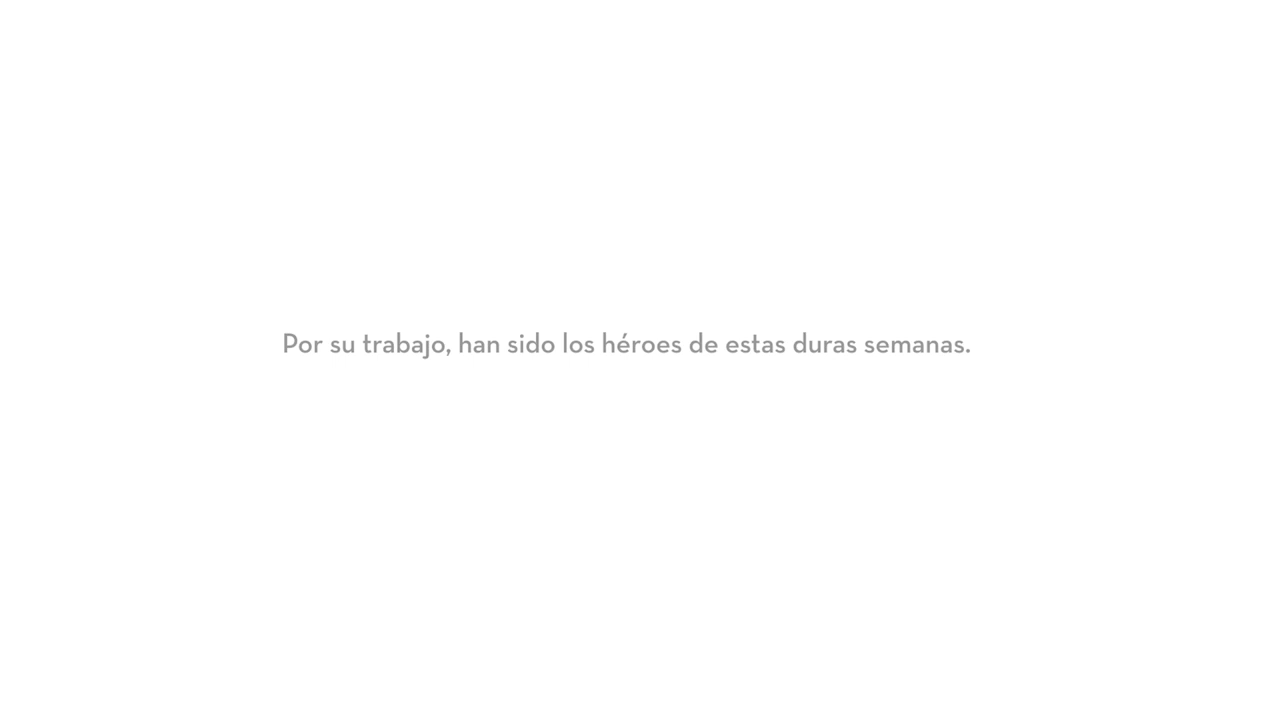 Por su trabajo, han sido los héroes de estas duras semanas.